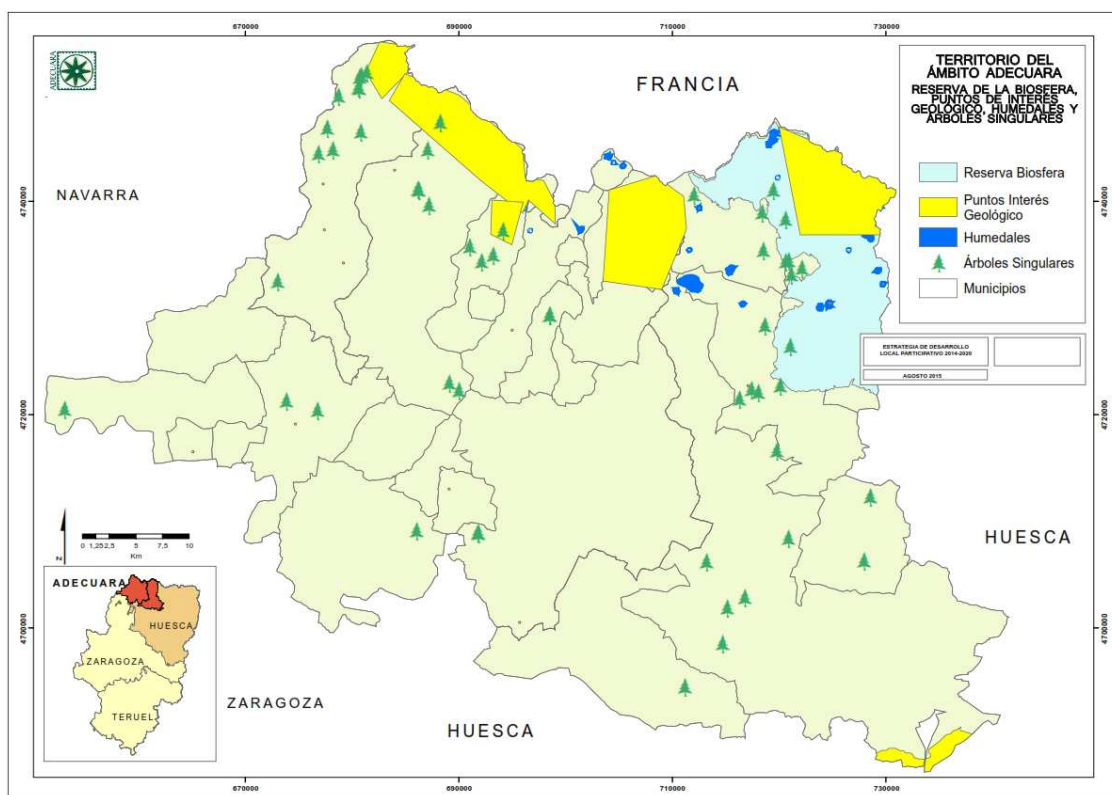 670000 690000 710000 730000
ADECUARA
FRANCIA
TERRITORIO DEL
ÁMBITO ADECUARA
RESERVA DE LA BIOSFERA,
PUNTOS DE INTERÉS
GEOLÓGICO, HUMEDALES Y
ÁRBOLES SINGULARES
Reserva Biosfera
Puntos Interés
Geológico
Humedales
Árboles Singulares
Municipios
NAVARRA
4740000 4740000
ESTRATEGIA DE DESARROLLO
LOCAL PARTICIPATIVO 2014-2020
AGOSTO 2015
4720000 4720000
HUESCA
N
0 1,25 2,5 5 7,5 10
Km
ADECUARA
HUESCA
ZARAGOZA
TERUEL
4700000 4700000
ZARAGOZA
HUESCA
670000 690000 710000 730000